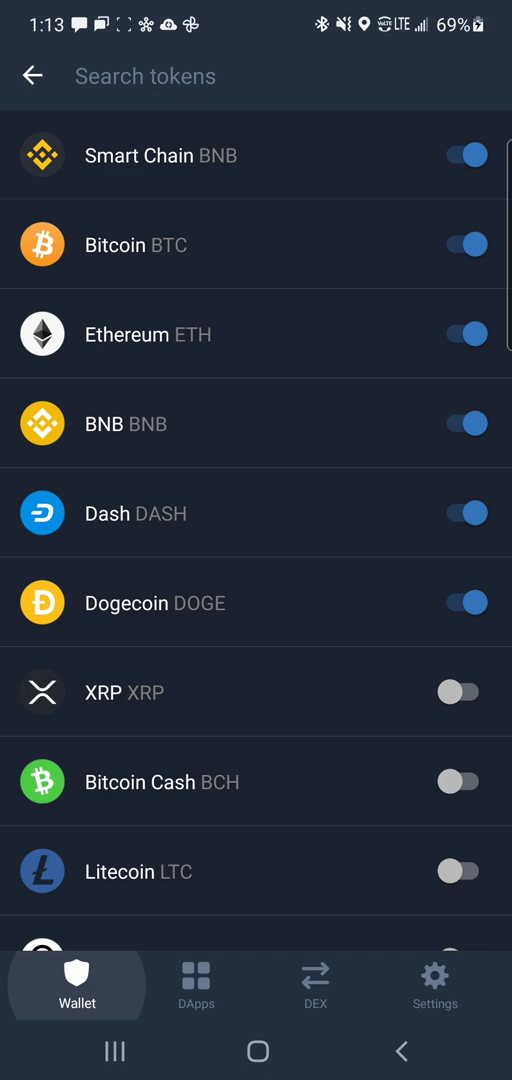 1:13 LTE 69%
Search tokens
Smart Chain BNB
Bitcoin BTC
Ethereum ETH
BNB BNB
Dash DASH
Dogecoin DOGE
XRP XRP
Bitcoin Cash BCH
Litecoin LTC
Wallet DApps DEX Settings